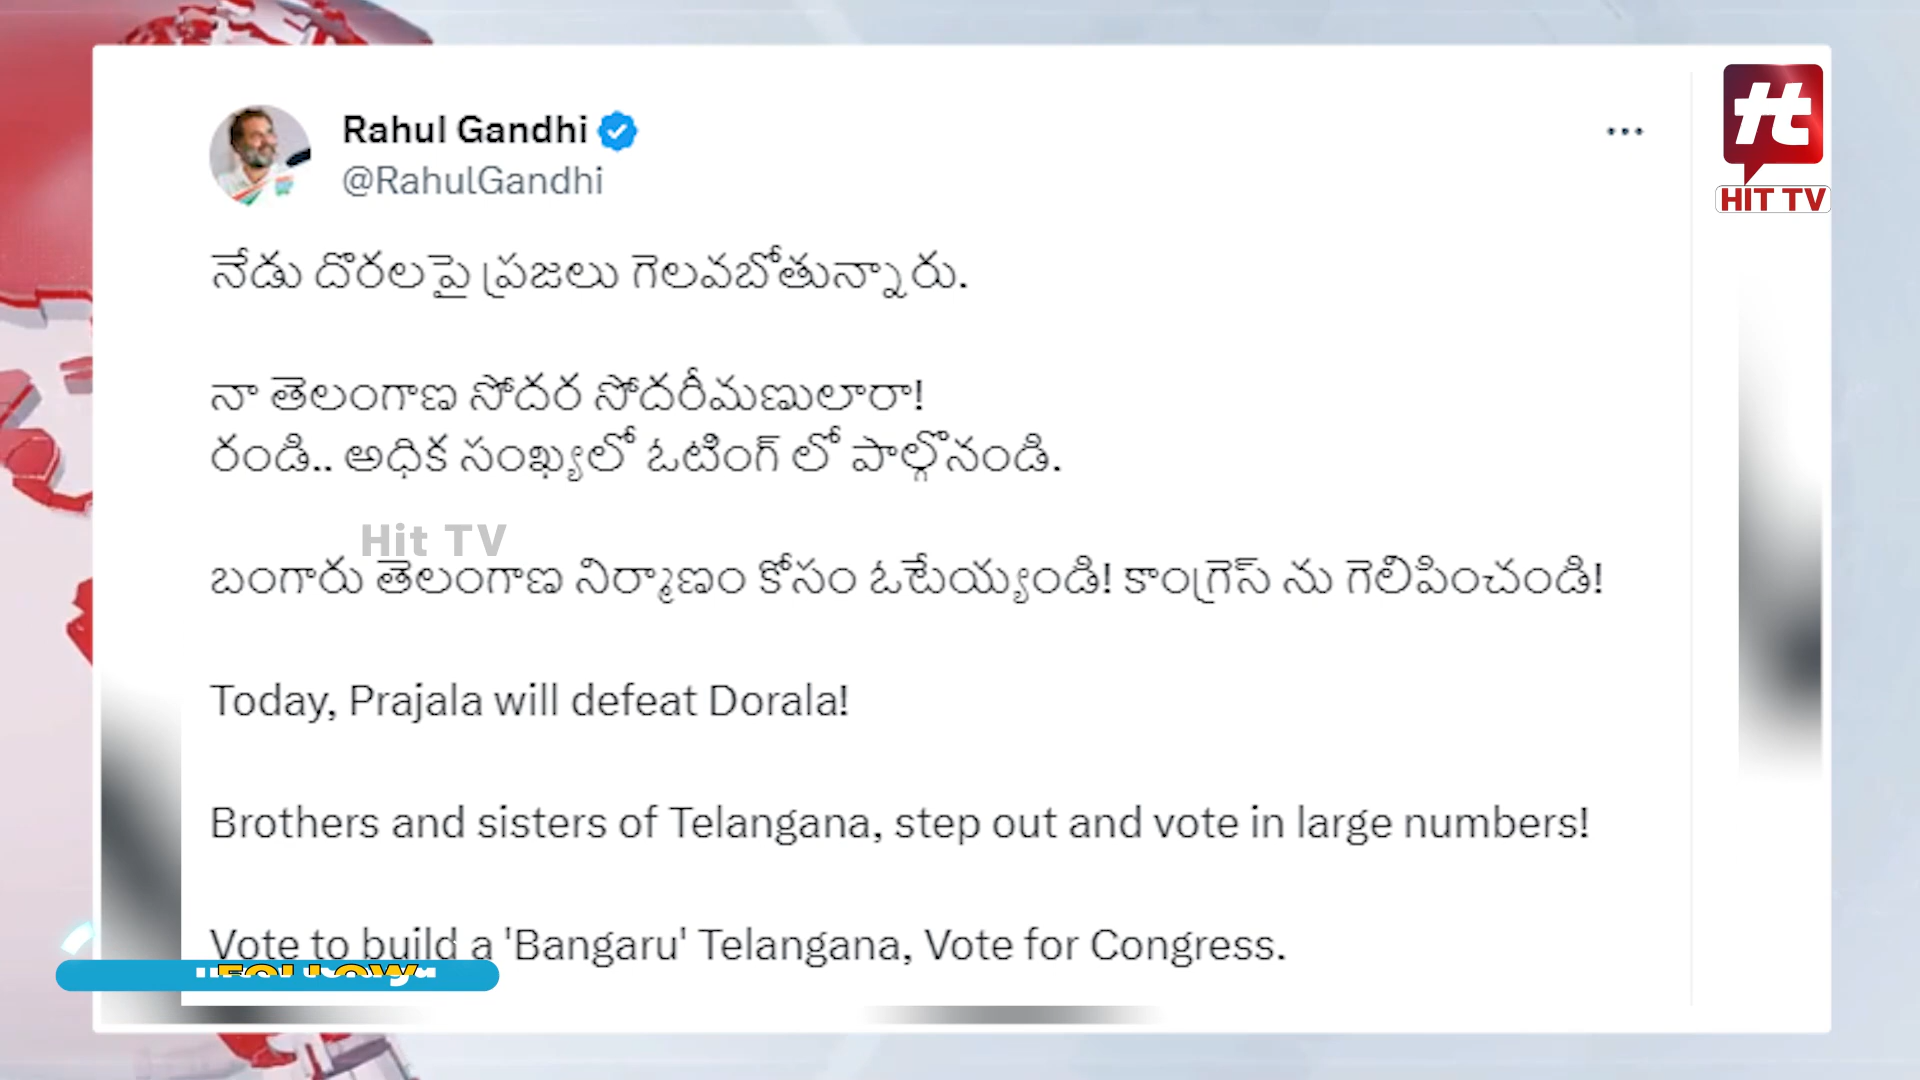 Rahul Gandhi
@RahulGandhi
HIT TV
నేడు దొరలపై ప్రజలు గెలవబోతున్నారు.
నా తెలంగాణ సోదర సోదరీమణులారా!
రండి.. అధిక సంఖ్యలో ఓటింగ్ లో పాల్గొనండి.
Hit TV
బంగారు తెలంగాణ నిర్మాణం కోసం ఓటేయ్యండి! కాంగ్రెస్ ను గెలిపించండి!
Today, Prajala will defeat Dorala!
Brothers and sisters of Telangana, step out and vote in large numbers!
Vote to build a 'Bangaru' Telangana, Vote for Congress.
FOLLOW